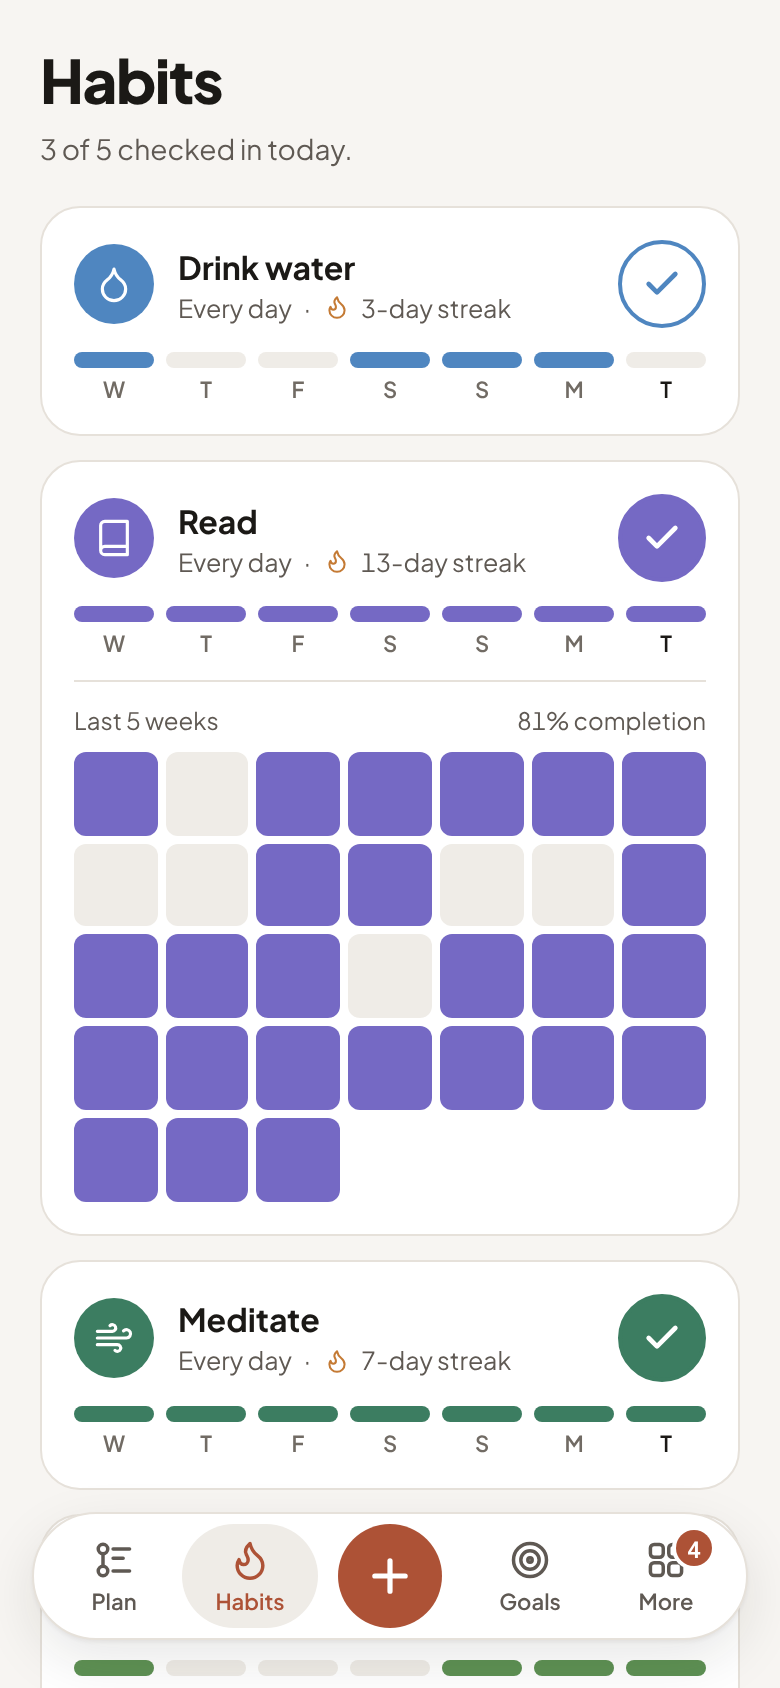 Habits
3 of 5 checked in today.
Drink water
Every day · 3-day streak
W T F S S M T
Read
Every day · 13-day streak
W T F S S M T
Last 5 weeks 81% completion
Meditate
Every day · 7-day streak
W T F S S M T
4
Plan Habits Goals More